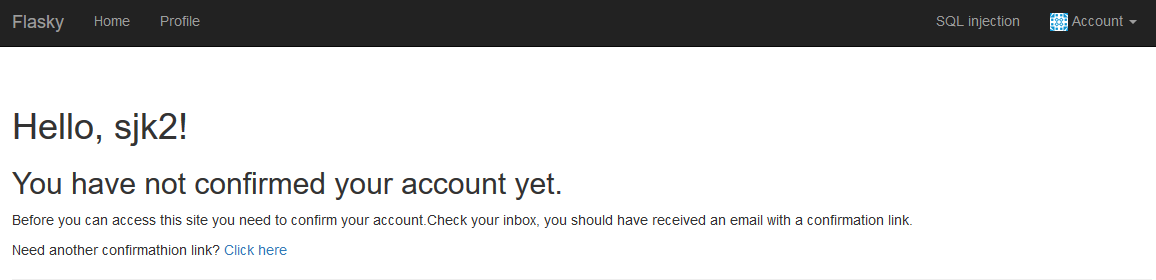 Flasky Home Profile SQL injection Account
Hello, sjk2!
You have not confirmed your account yet.
Before you can access this site you need to confirm your account.Check your inbox, you should have received an email with a confirmation link.
Need another confirmathion link? Click here